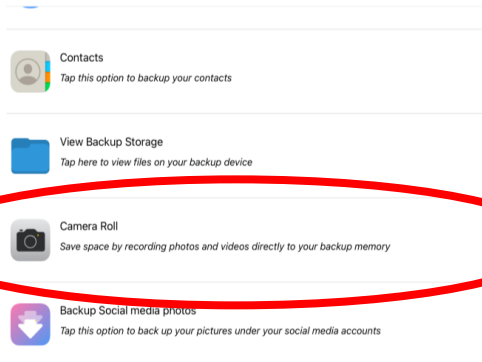 Contacts
Tap this option to backup your contacts
View Backup Storage
Tap here to view files on your backup device
Camera Roll
Save space by recording photos and videos directly to your backup memory
Backup Social media photos
Tap this option to back up your pictures under your social media accounts